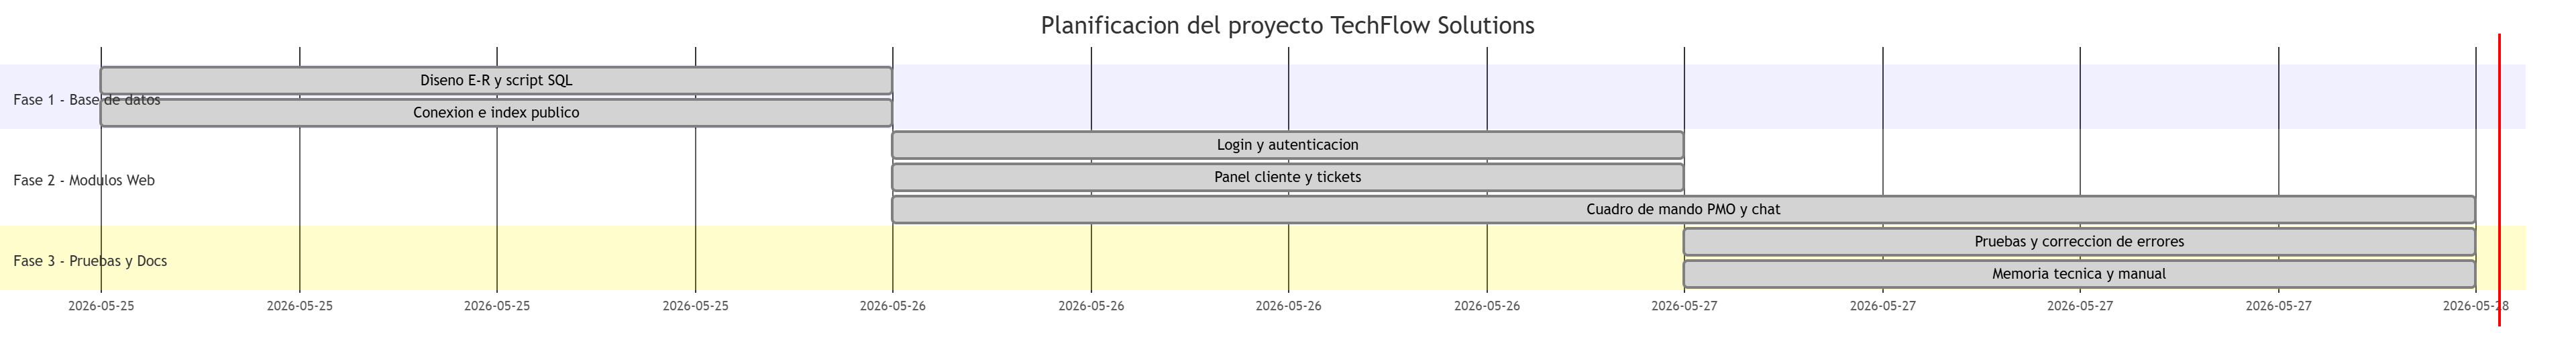 Planificacion del proyecto TechFlow Solutions
Fase 1 - Base de datos
Diseno E-R y script SQL
Conexion e index publico
Fase 2 - Modulos Web
Login y autenticacion
Panel cliente y tickets
Cuadro de mando PMO y chat
Fase 3 - Pruebas y Docs
Pruebas y correccion de errores
Memoria tecnica y manual
2026-05-25 2026-05-25 2026-05-25 2026-05-25 2026-05-26 2026-05-26 2026-05-26 2026-05-26 2026-05-27 2026-05-27 2026-05-27 2026-05-27 2026-05-28